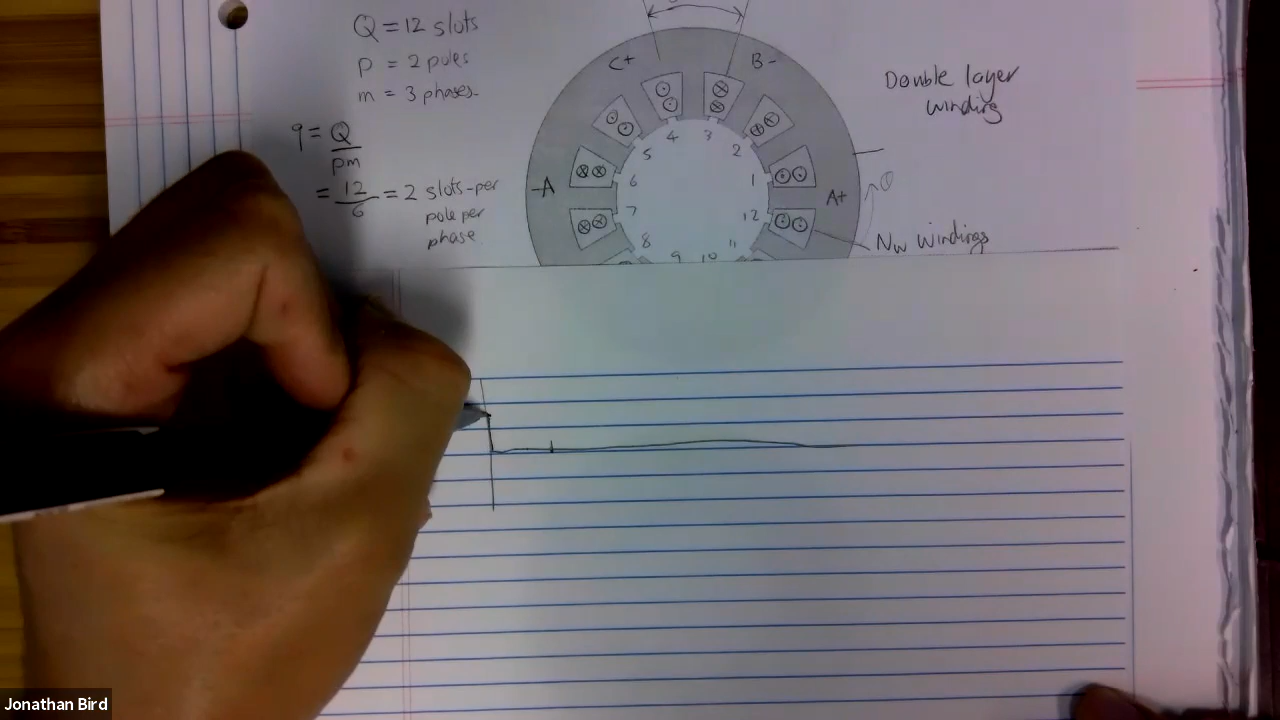 Q = 12 slots
p = 2 poles
m = 3 phases
q = Q
pm
= 12 = 2 slots-per
6
pole per
phase
C+
B-
-A
A+
4
3
5
2
6
1
7
12
8
11
9
10
Double layer
winding
θ
Nw windings
Jonathan Bird